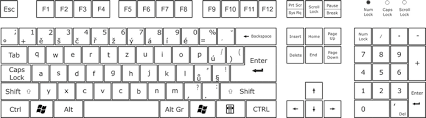 Esc F1 F2 F3 F4 F5 F6 F7 F8 F9 F10 F11 F12 Prt Scr Sys Rq Scroll Lock Pause Break Num Lock Caps Lock Scroll Lock
+ 1 2 3 4 5 6 7 8 9 0 Backspace Insert Home Page Up Num Lock / * -
Tab q w e r t z u i o p ú ) Enter Delete End Page Down 7 8 9 +
Caps Lock a s d f g h j k l 4 5 6
Shift y x c v b n m Shift ↑ 1 2 3 Enter
Ctrl Alt Alt Gr CTRL ← ↓ → 0 Del